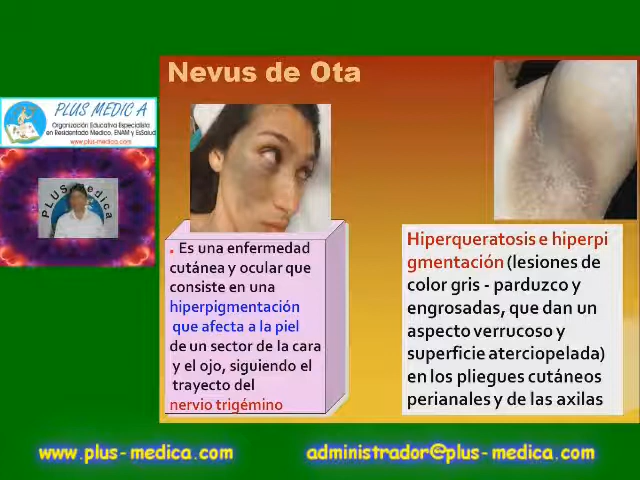 Nevus de Ota
PLUS MEDIC A
Organización Educativa Especialista
en Residentado Médico, ENAM y EsSalud
www.plus-medica.com
PLUS Medica
. Es una enfermedad
cutánea y ocular que
consiste en una
hiperpigmentación
que afecta a la piel
de un sector de la cara
y el ojo, siguiendo el
trayecto del
nervio trigémino
Hiperqueratosis e hiperpi
gmentación (lesiones de
color gris - parduzco y
engrosadas, que dan un
aspecto verrucoso y
superficie aterciopelada)
en los pliegues cutáneos
perianales y de las axilas
www.plus-medica.com
administrador@plus-medica.com